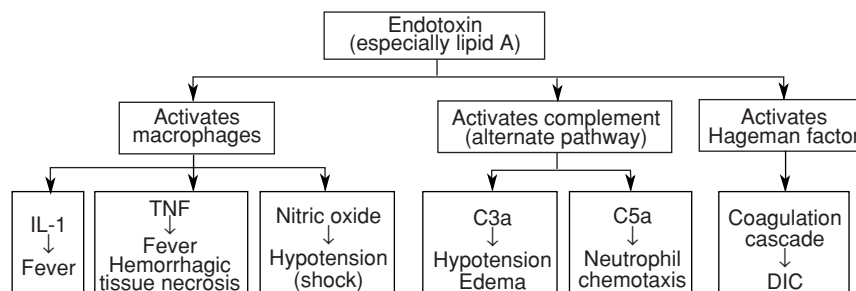 Endotoxin
(especially lipid A)
Activates
macrophages
Activates complement
(alternate pathway)
Activates
Hageman factor
IL-1
↓
Fever
TNF
↓
Fever
Hemorrhagic
tissue necrosis
Nitric oxide
↓
Hypotension
(shock)
C3a
↓
Hypotension
Edema
C5a
↓
Neutrophil
chemotaxis
Coagulation
cascade
↓
DIC